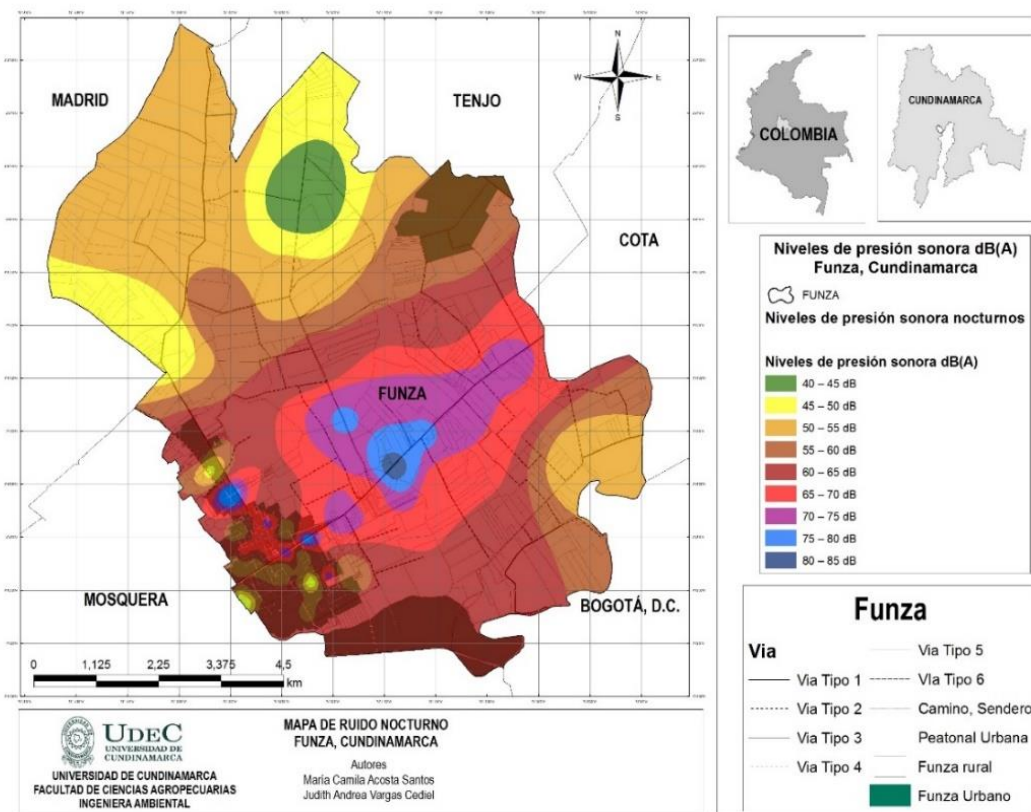 MADRID
TENJO
N
W
E
S
COTA
FUNZA
MOSQUERA
BOGOTÁ, D.C.
0
1,125
2,25
3,375
4,5
km
COLOMBIA
CUNDINAMARCA
Niveles de presión sonora dB(A)
Funza, Cundinamarca
FUNZA
Niveles de presión sonora nocturnos
Niveles de presión sonora dB(A)
40 – 45 dB
45 – 50 dB
50 – 55 dB
55 – 60 dB
60 – 65 dB
65 – 70 dB
70 – 75 dB
75 – 80 dB
80 – 85 dB
Funza
Via
Via Tipo 1
Via Tipo 2
Via Tipo 3
Via Tipo 4
Via Tipo 5
VIa Tipo 6
Camino, Sendero
Peatonal Urbana
Funza rural
Funza Urbano
UDEC
UNIVERSIDAD DE
CUNDINAMARCA
UNIVERSIDAD DE CUNDINAMARCA
FACULTAD DE CIENCIAS AGROPECUARIAS
INGENIERA AMBIENTAL
MAPA DE RUIDO NOCTURNO
FUNZA, CUNDINAMARCA
Autores
María Camila Acosta Santos
Judith Andrea Vargas Cediel